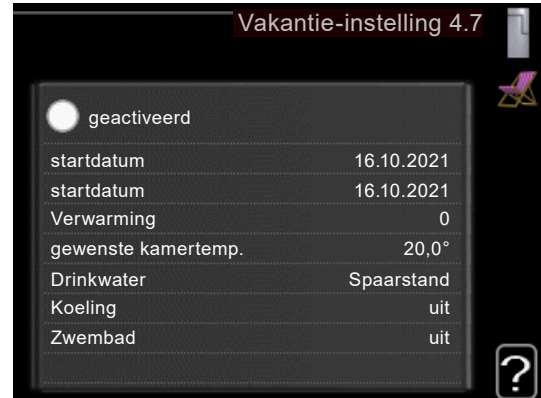 Vakantie-instelling 4.7
geactiveerd
startdatum 16.10.2021
startdatum 16.10.2021
Verwarming 0
gewenste kamertemp. 20,0°
Drinkwater Spaarstand
Koeling uit
Zwembad uit
?